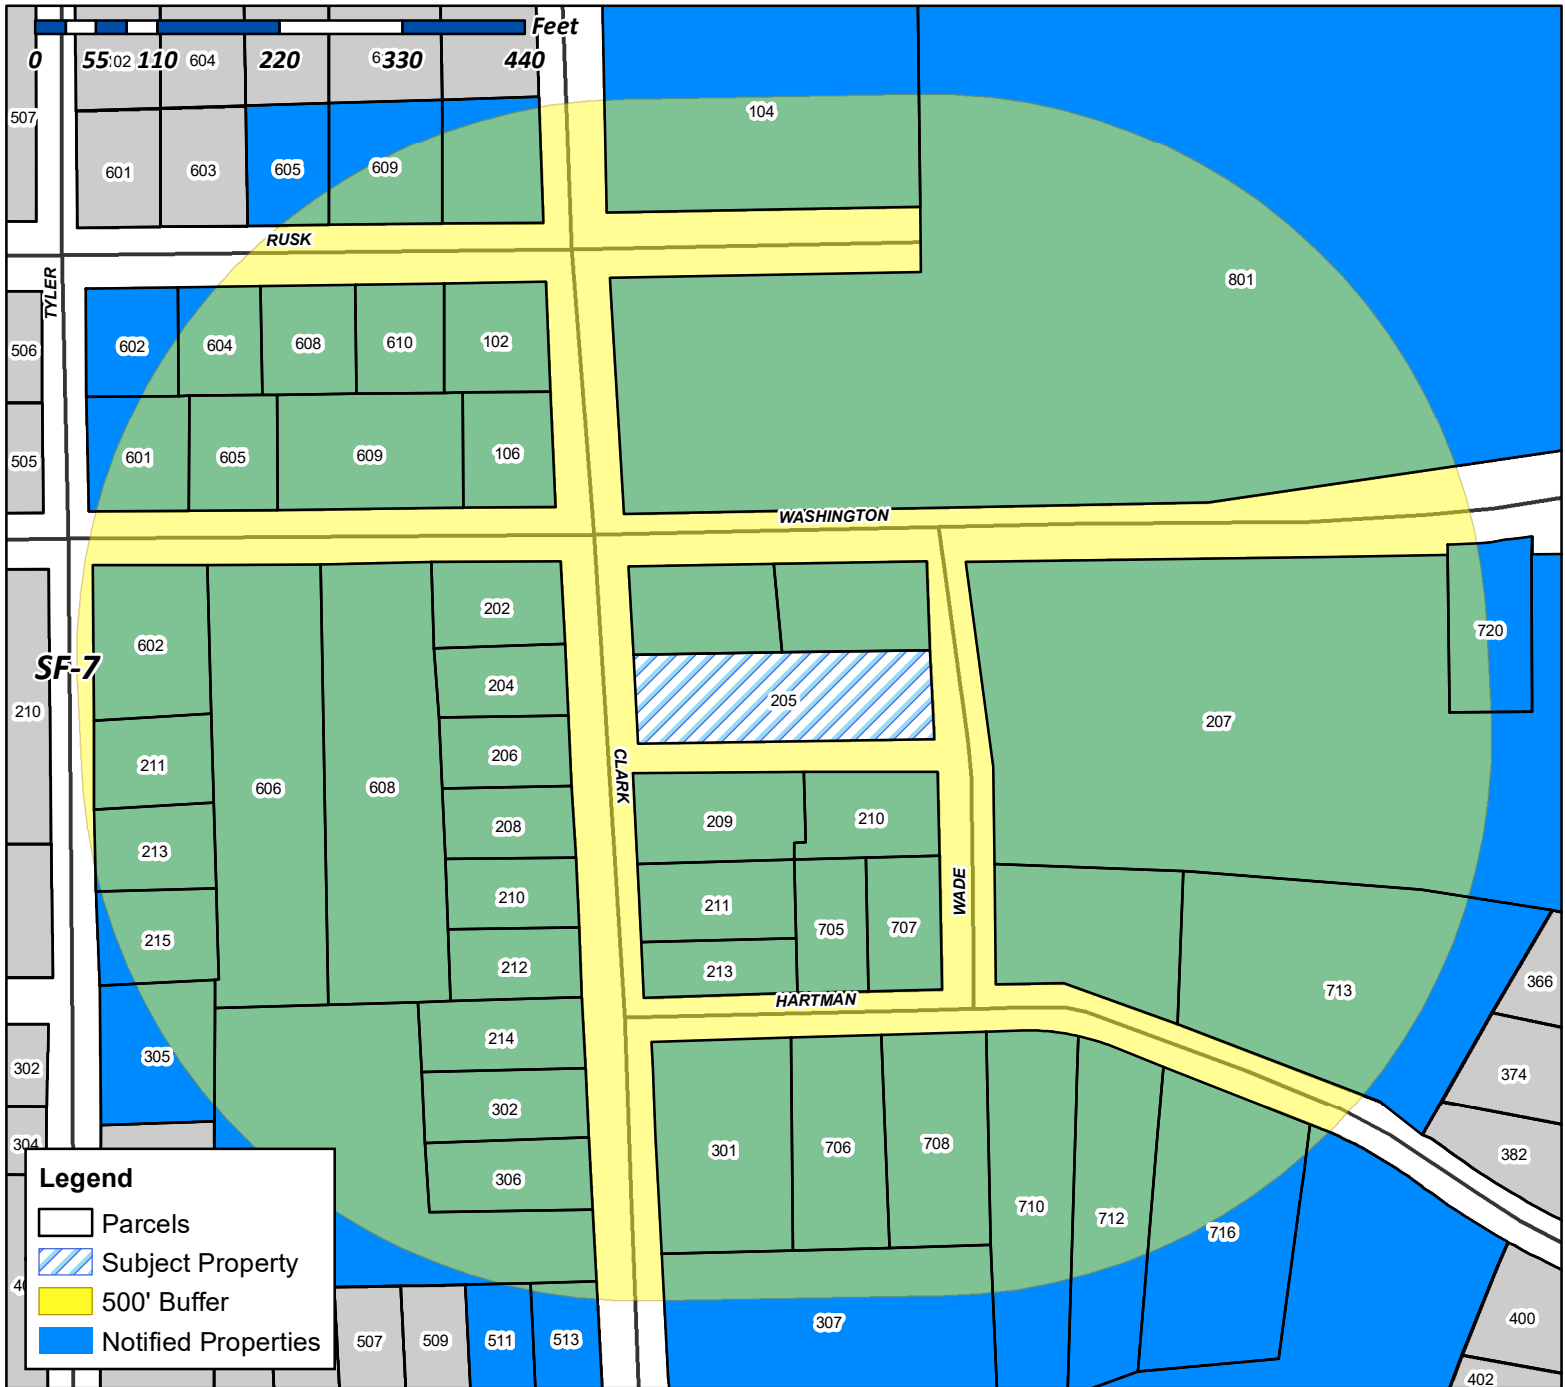 Feet
0 55 110 220 330 440
02 604 6
507
601 603 605 609
104
RUSK
801
TYLER
506 602 604 608 610 102
505 601 605 609 106
WASHINGTON
602 202
720
SF-7
204 205
210 207
211 606 608 206 CLARK
213 208 209 210
215 210 211 705 707 WADE
212 213
HARTMAN
713 366
305 214
302 302 374
304 301 706 708 382
306 710 712 716
40
307
507 509 511 513 400
402
Legend
Parcels
Subject Property
500' Buffer
Notified Properties